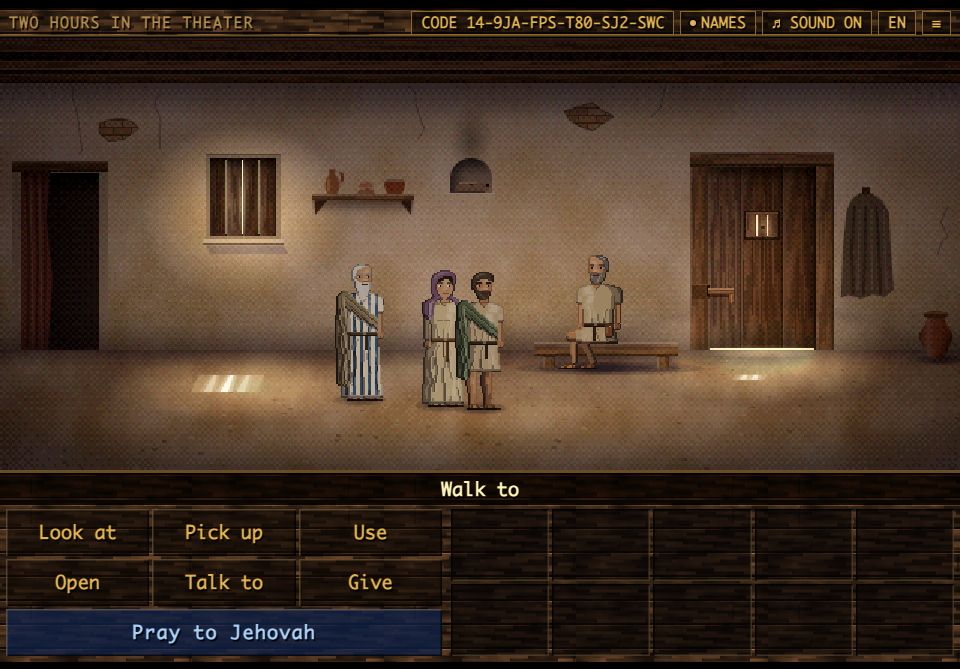 TWO HOURS IN THE THEATER CODE 14-9JA-FPS-T80-SJ2-SWC NAMES SOUND ON EN
Walk to
Look at Pick up Use
Open Talk to Give
Pray to Jehovah